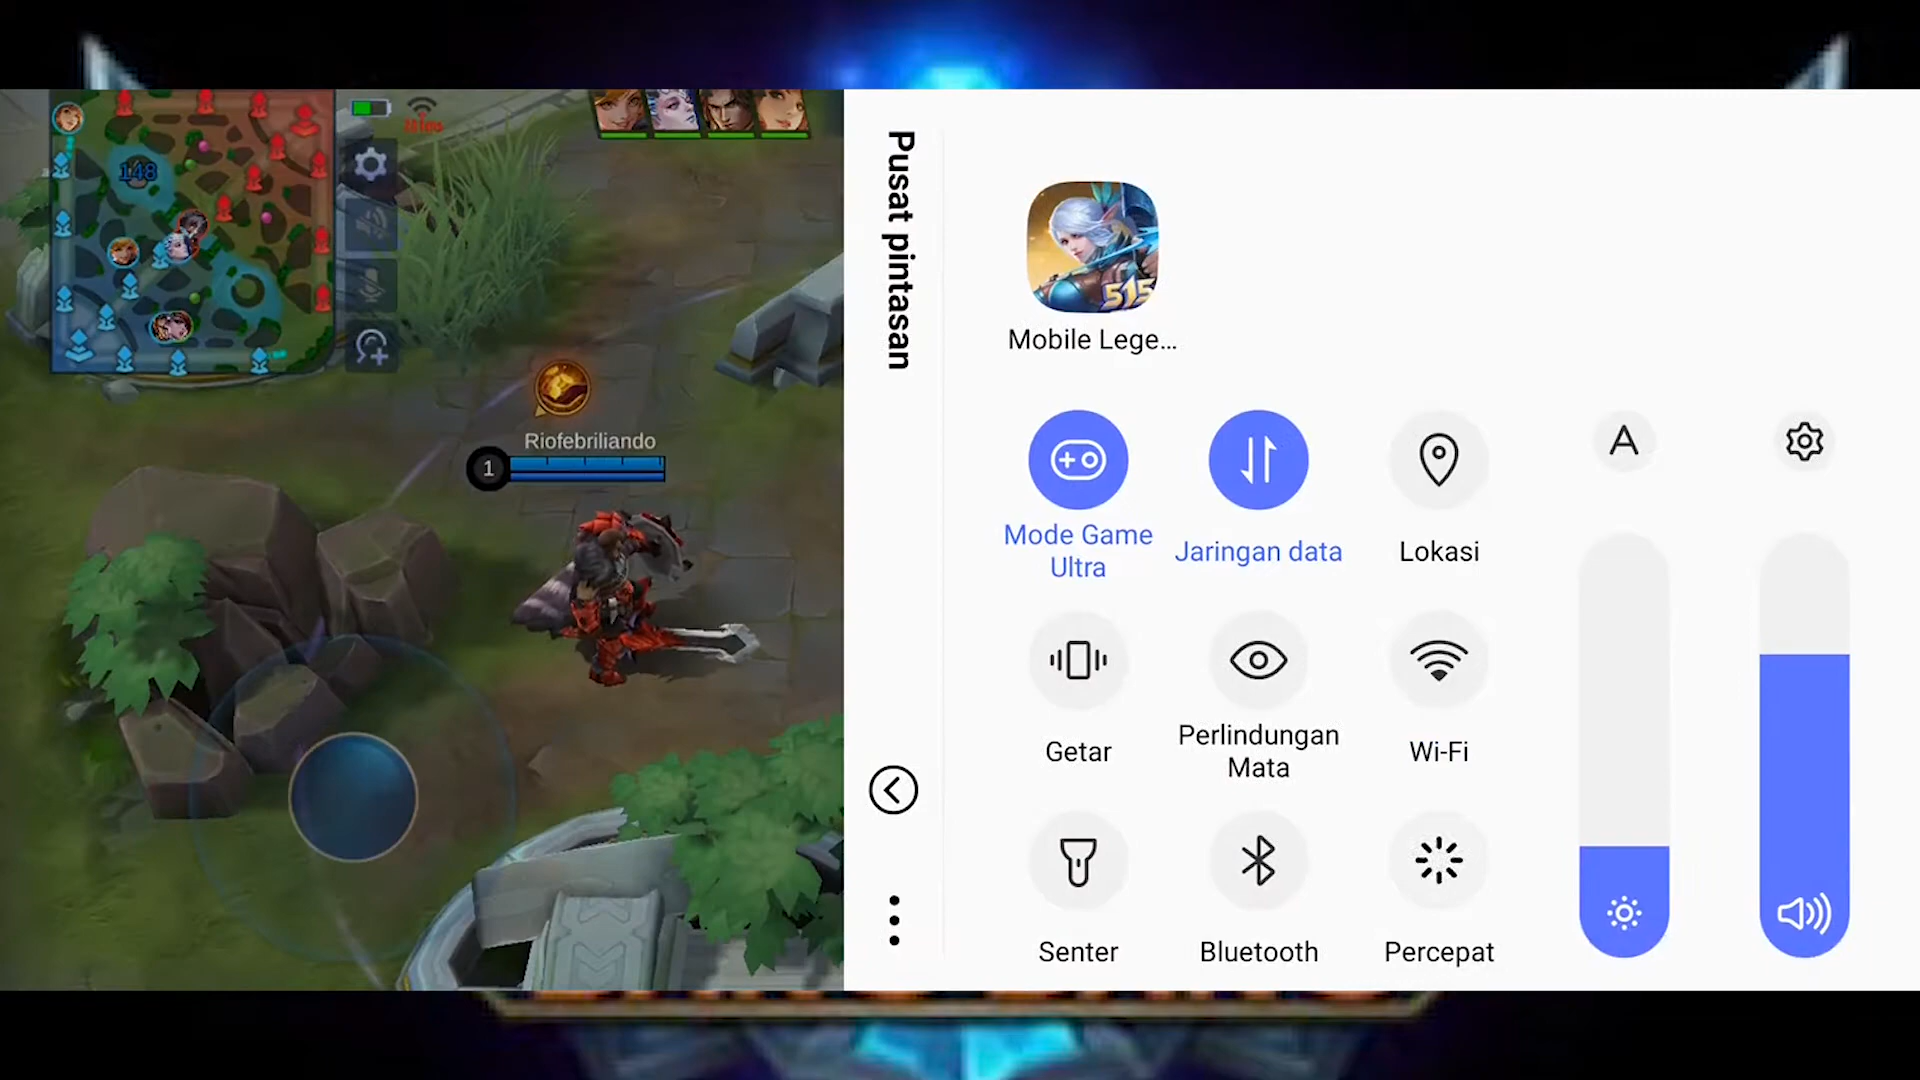 148
Riofebriliando
1
Pusat pintasan
515
Mobile Lege...
A
Mode Game
Ultra
Jaringan data
Lokasi
Getar
Perlindungan
Mata
Wi-Fi
Senter
Bluetooth
Percepat